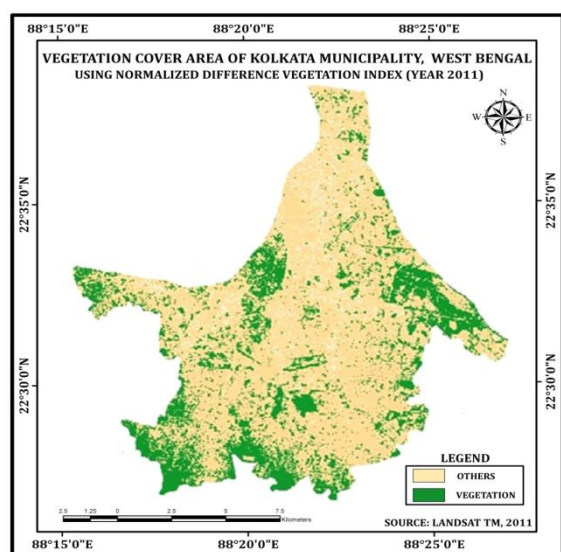 88°15'0"E 88°20'0"E 88°25'0"E
VEGETATION COVER AREA OF KOLKATA MUNICIPALITY, WEST BENGAL
USING NORMALIZED DIFFERENCE VEGETATION INDEX (YEAR 2011)
N
W E
S
22°35'0"N 22°35'0"N
22°30'0"N 22°30'0"N
LEGEND
OTHERS
VEGETATION
2.5 1.25 0 2.5 5 7.5
Kilometers
SOURCE: LANDSAT TM, 2011
88°15'0"E 88°20'0"E 88°25'0"E